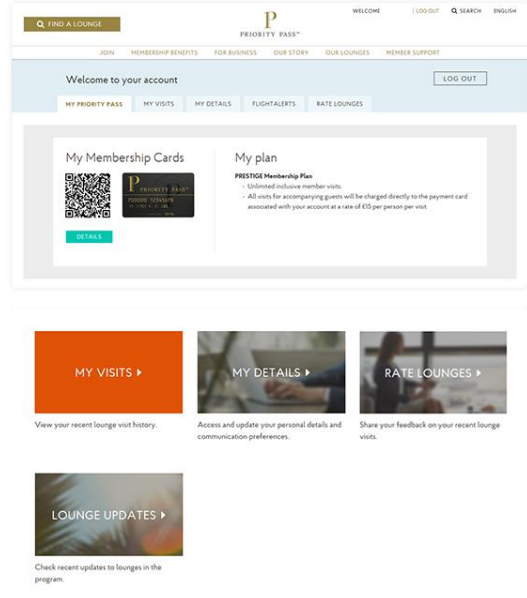 FIND A LOUNGE
WELCOME
| LOG OUT
SEARCH
ENGLISH
P
PRIORITY PASS™
JOIN
MEMBERSHIP BENEFITS
FOR BUSINESS
OUR STORY
OUR LOUNGES
MEMBER SUPPORT
Welcome to your account
LOG OUT
MY PRIORITY PASS
MY VISITS
MY DETAILS
FLIGHTALERTS
RATE LOUNGES
My Membership Cards
P
PRIORITY PASS™
DETAILS
My plan
PRESTIGE Membership Plan
- Unlimited inclusive member visits.
- All visits for accompanying guests will be charged directly to the payment card
associated with your account at a rate of £15 per person per visit
MY VISITS
View your recent lounge visit history.
MY DETAILS
Access and update your personal details and
communication preferences.
RATE LOUNGES
Share your feedback on your recent lounge
visits.
LOUNGE UPDATES
Check recent updates to lounges in the
program.